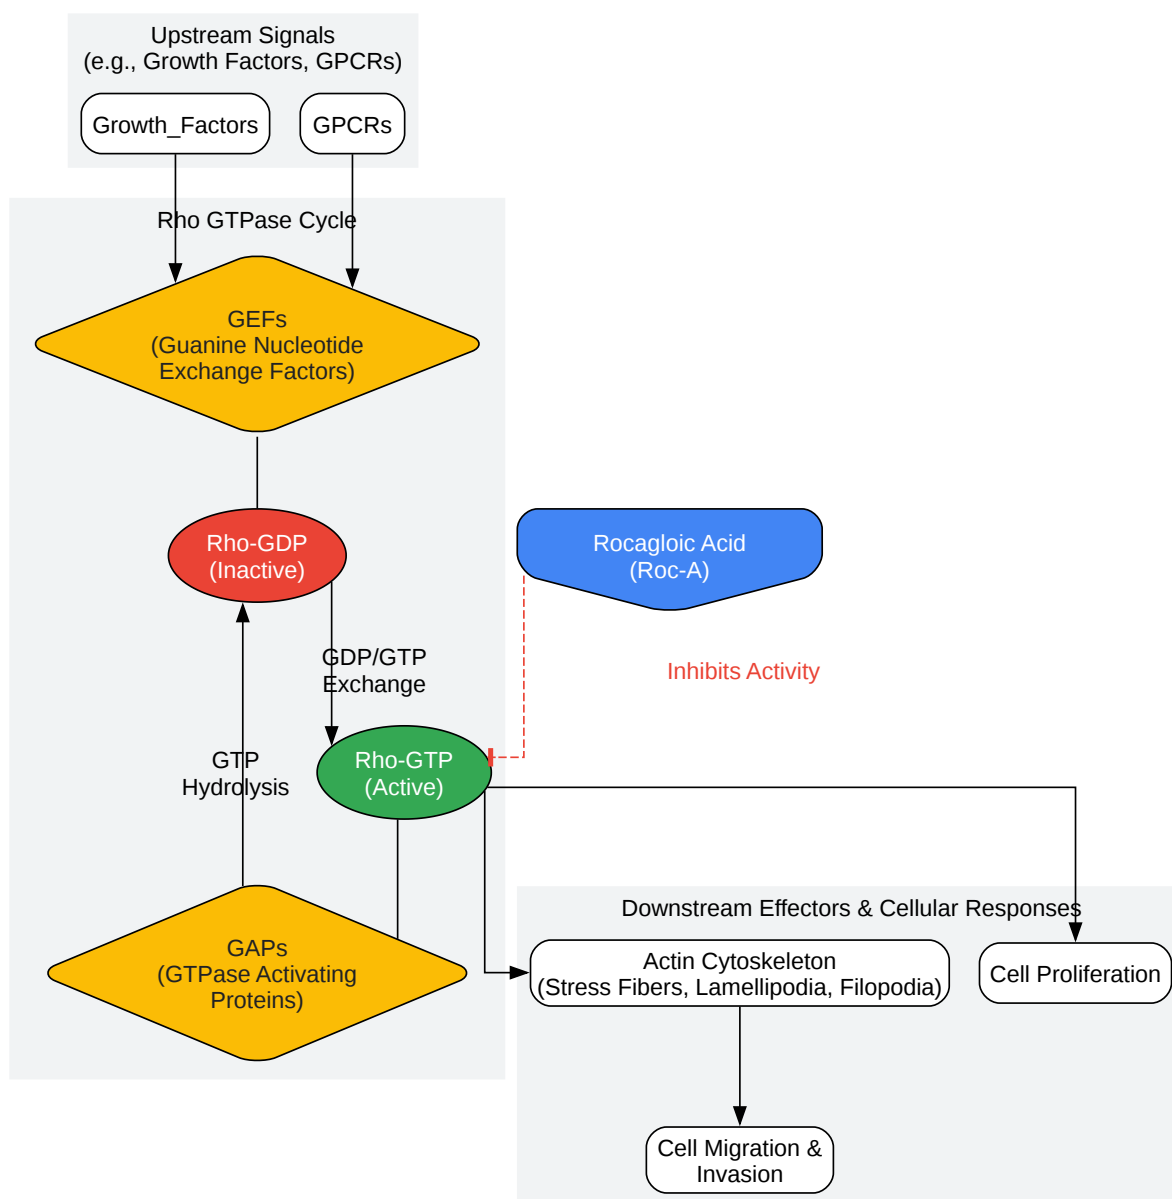 Upstream Signals
(e.g., Growth Factors, GPCRs)
Growth_Factors
GPCRs
Rho GTPase Cycle
GEFs
(Guanine Nucleotide
Exchange Factors)
Rho-GDP
(Inactive)
Rocagloic Acid
(Roc-A)
GDP/GTP
Exchange
Inhibits Activity
GTP
Hydrolysis
Rho-GTP
(Active)
GAPs
(GTPase Activating
Proteins)
Downstream Effectors & Cellular Responses
Actin Cytoskeleton
(Stress Fibers, Lamellipodia, Filopodia)
Cell Proliferation
Cell Migration &
Invasion